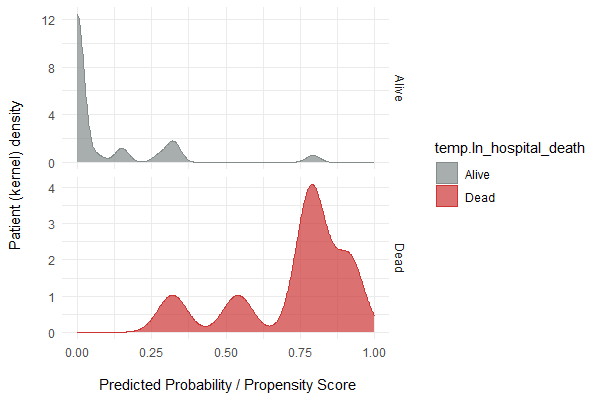 12
8
4
0
Alive
4
3
2
1
0
Dead
Patient (kernel) density
0.00
0.25
0.50
0.75
1.00
Predicted Probability / Propensity Score
temp.In_hospital_death
Alive
Dead